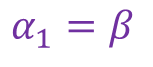 α₁ = β